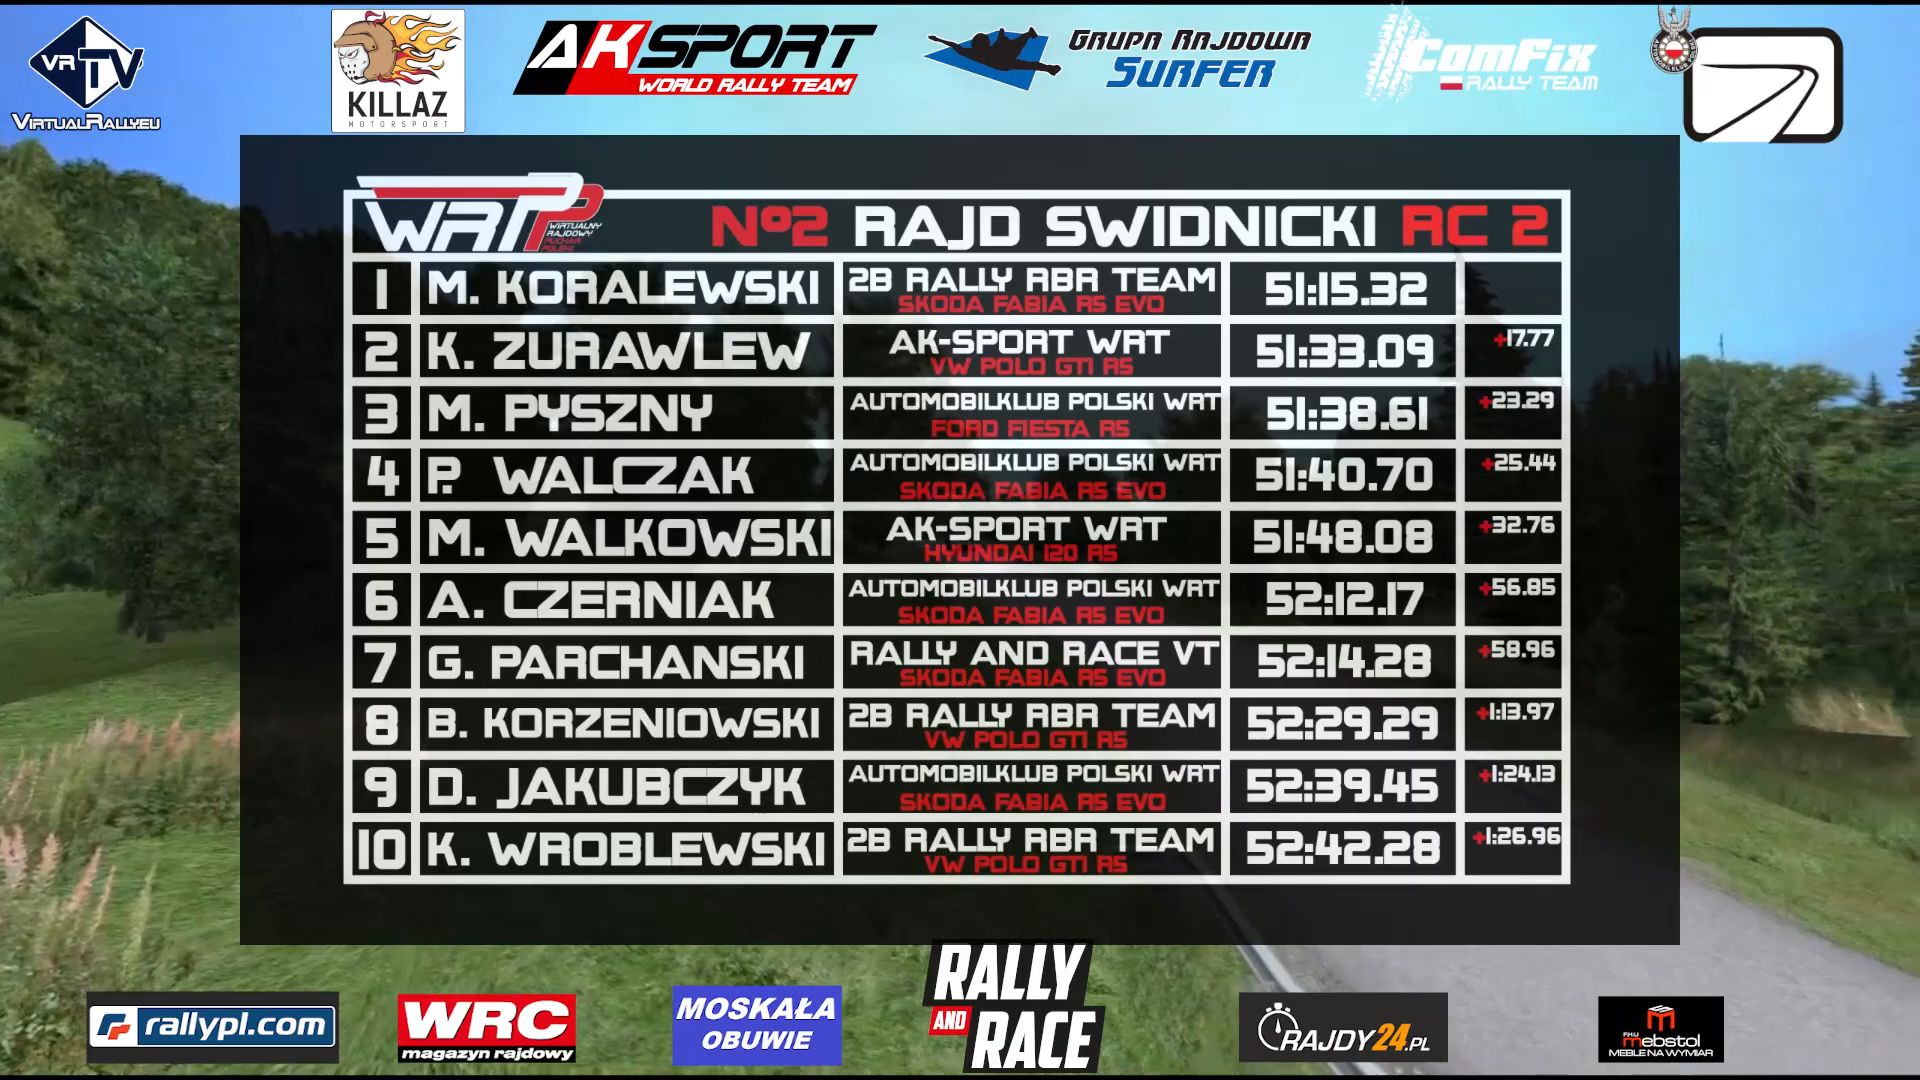 VRTV
VIRTUALRALLY.EU
KILLAZ
MOTORSPORT
AKSPORT
WORLD RALLY TEAM
GRUPA RAJDOWA
SURFER
ComFix
RALLY TEAM
WRPP
WIRTUALNY
RAJDOWY
PUCHAR
POLSKI
Nº2 RAJD SWIDNICKI RC 2
1 M. KORALEWSKI 2B RALLY RBR TEAM 51:15.32
SKODA FABIA R5 EVO
2 K. ZURAWLEW AK-SPORT WRT 51:33.09 +17.77
VW POLO GTI R5
3 M. PYSZNY AUTOMOBILKLUB POLSKI WRT 51:38.61 +23.29
FORD FIESTA R5
4 P. WALCZAK AUTOMOBILKLUB POLSKI WRT 51:40.70 +25.44
SKODA FABIA R5 EVO
5 M. WALKOWSKI AK-SPORT WRT 51:48.08 +32.76
HYUNDAI I20 R5
6 A. CZERNIAK AUTOMOBILKLUB POLSKI WRT 52:12.17 +56.85
SKODA FABIA R5 EVO
7 G. PARCHANSKI RALLY AND RACE VT 52:14.28 +58.96
SKODA FABIA R5 EVO
8 B. KORZENIOWSKI 2B RALLY RBR TEAM 52:29.29 +1:13.97
VW POLO GTI R5
9 D. JAKUBCZYK AUTOMOBILKLUB POLSKI WRT 52:39.45 +1:24.13
SKODA FABIA R5 EVO
10 K. WROBLEWSKI 2B RALLY RBR TEAM 52:42.28 +1:26.96
VW POLO GTI R5
rallypl.com
WRC
magazyn rajdowy
MOSKAŁA
OBUWIE
RALLY
AND RACE
RAJDY24.PL
F.H.U
mebstol
MEBLE NA WYMIAR